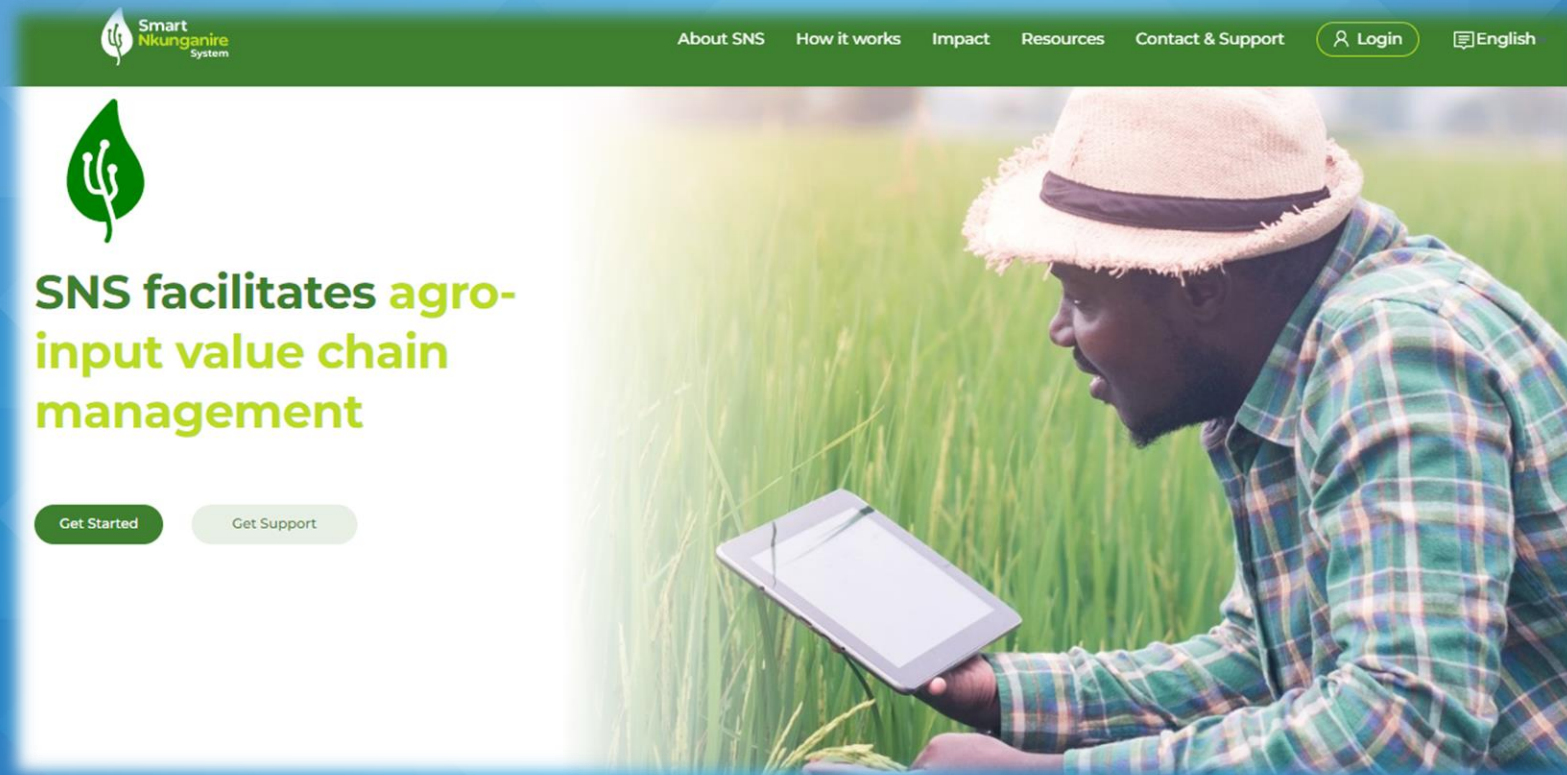 Smart
Nkunganire
System
About SNS How it works Impact Resources Contact & Support Login English
SNS facilitates agro-
input value chain
management
Get Started Get Support